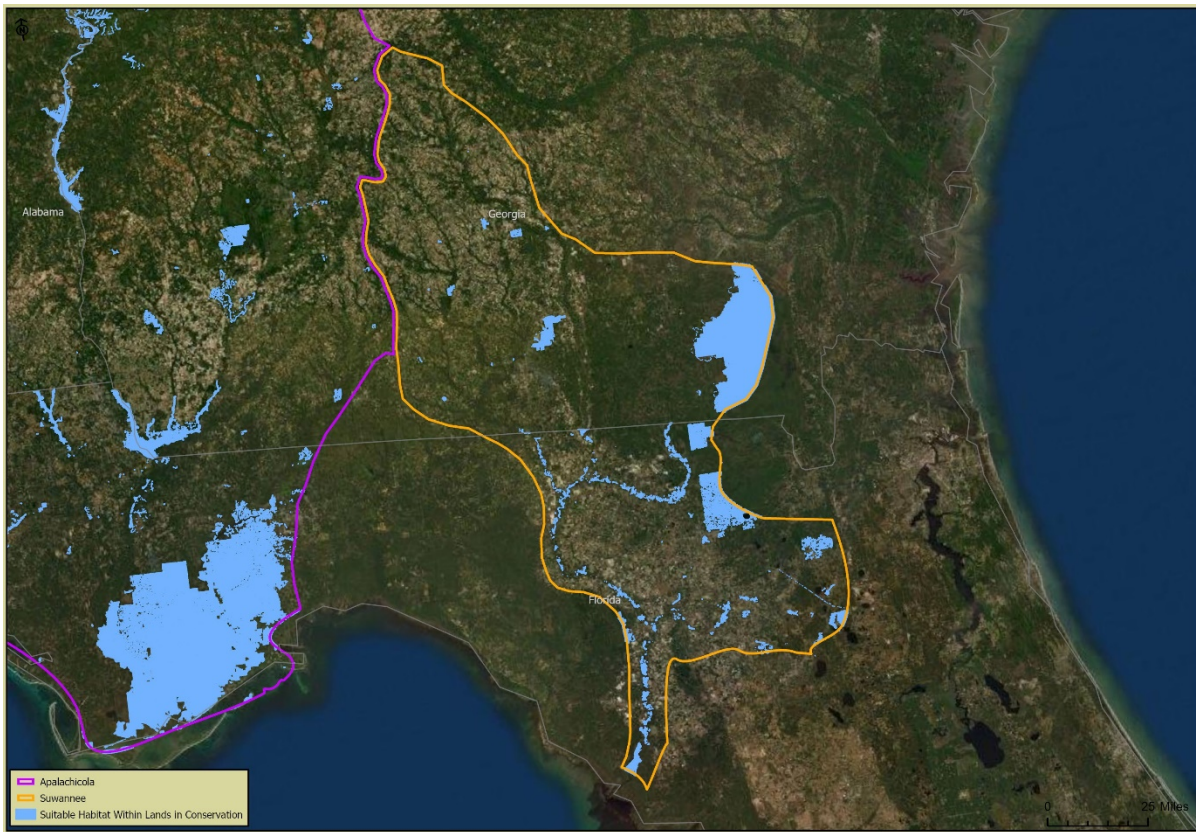 Alabama
Georgia
Florida
Apalachicola
Suwannee
Suitable Habitat Within Lands in Conservation
0 25 Miles